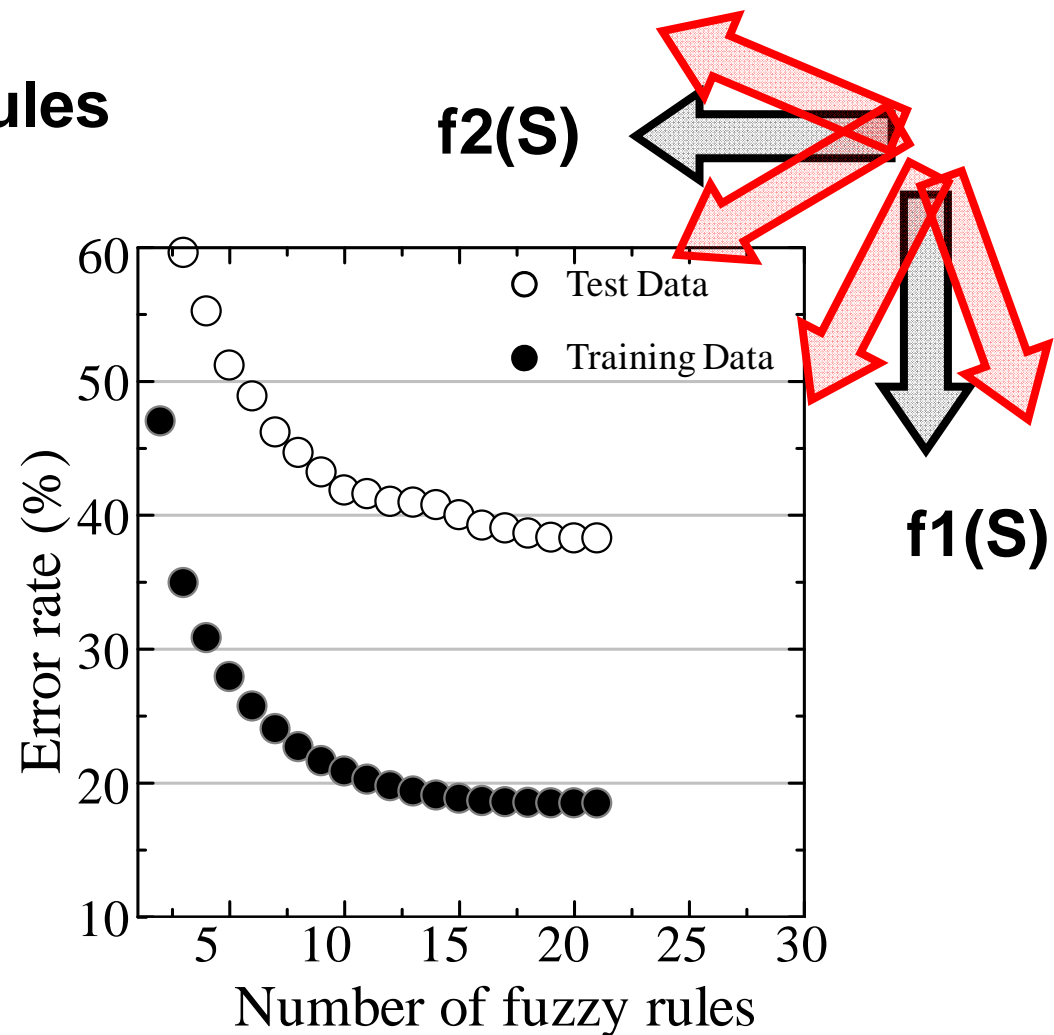 ules
f2(S)
60
Test Data
Training Data
50
40
f1(S)
30
20
10
Error rate (%)
5 10 15 20 25 30
Number of fuzzy rules